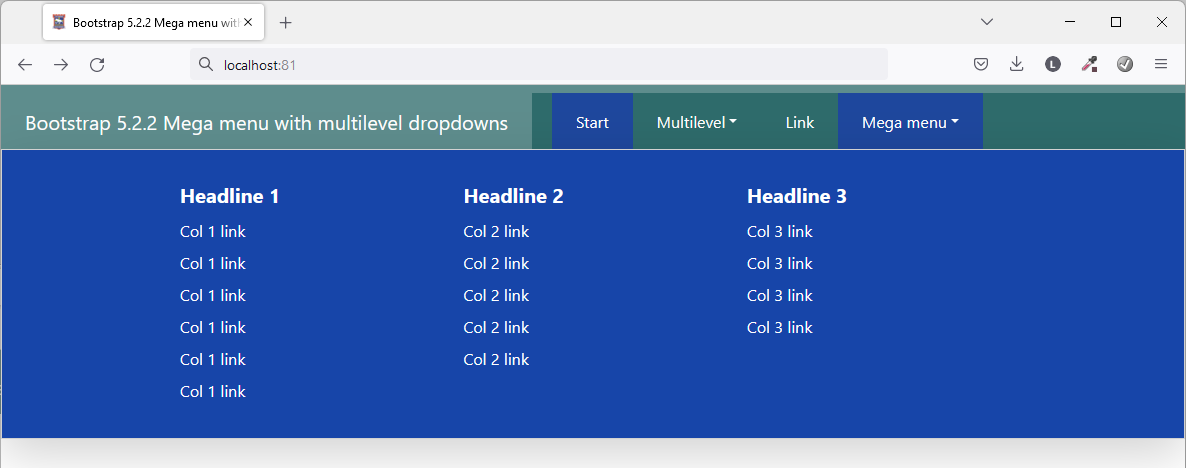 Bootstrap 5.2.2 Mega menu with
localhost:81
Bootstrap 5.2.2 Mega menu with multilevel dropdowns Start Multilevel Link Mega menu
Headline 1 Headline 2 Headline 3
Col 1 link Col 2 link Col 3 link
Col 1 link Col 2 link Col 3 link
Col 1 link Col 2 link Col 3 link
Col 1 link Col 2 link Col 3 link
Col 1 link Col 2 link
Col 1 link